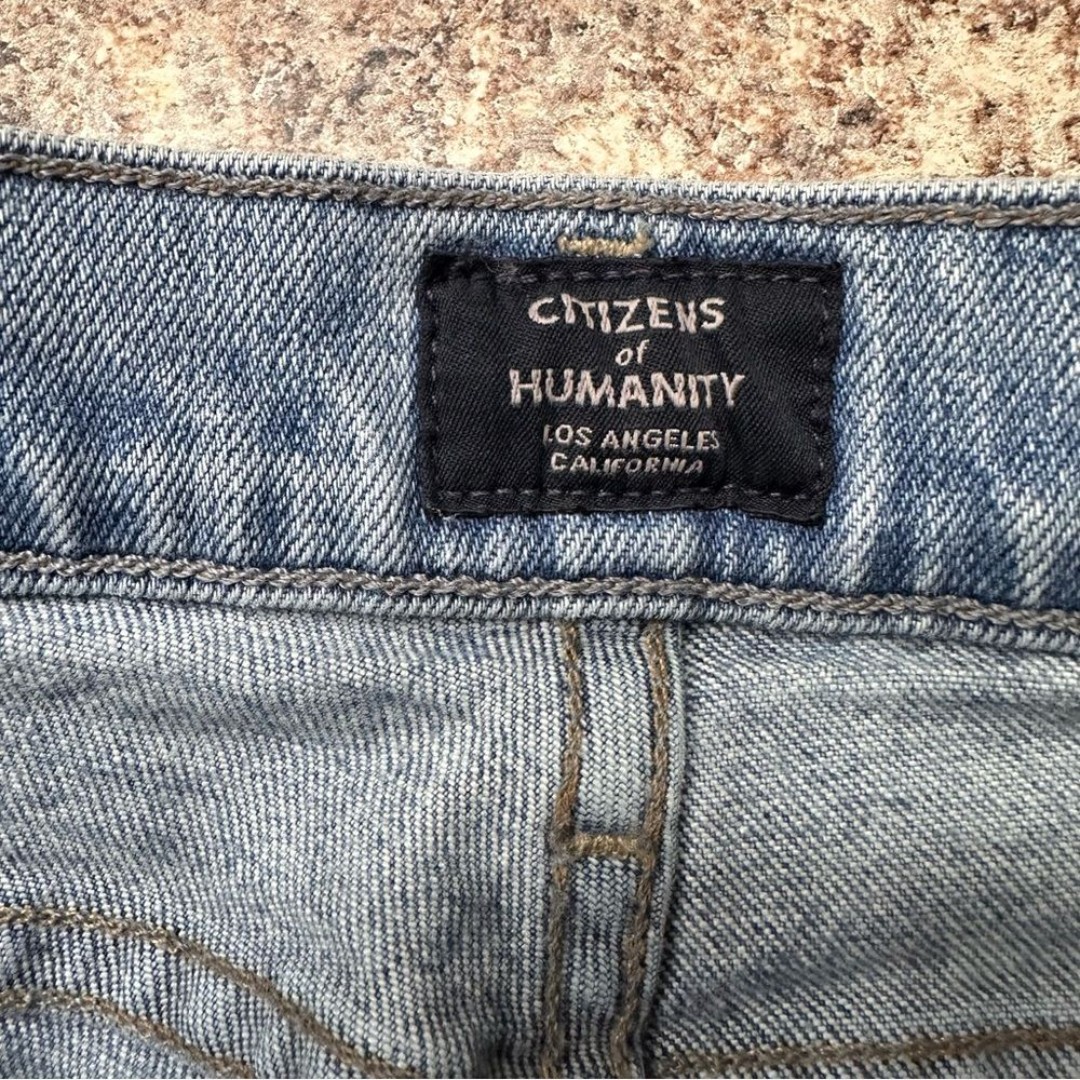 CITIZENS
of
HUMANITY
LOS ANGELES
CALIFORNIA